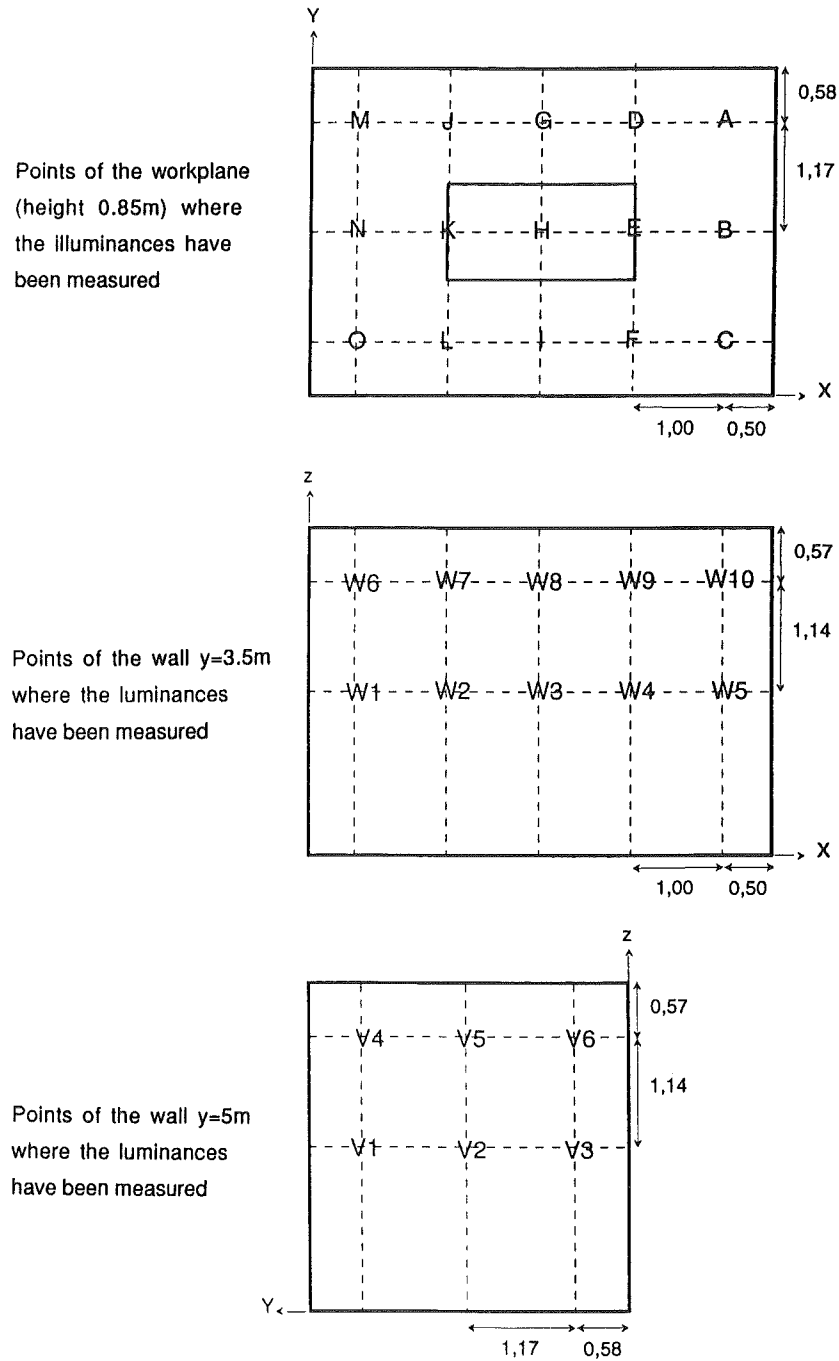 Y
0,58
M J G D A
Points of the workplane
1,17
(height 0.85m) where
N K H E B
the illuminances have
been measured
O L I F C
X
1,00 0,50
z
0,57
W6 W7 W8 W9 W10
1,14
Points of the wall y=3.5m
W1 W2 W3 W4 W5
where the luminances
have been measured
X
1,00 0,50
z
0,57
V4 V5 V6
1,14
Points of the wall y=5m
V1 V2 V3
where the luminances
have been measured
Y
1,17 0,58